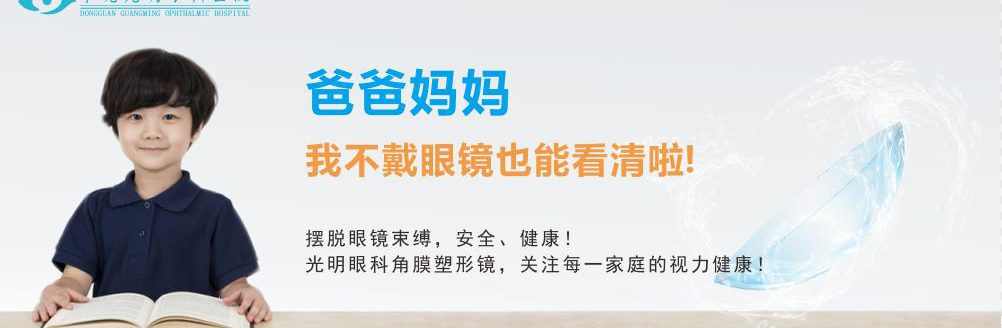 DONGGUAN GUANGMING OPHTHALMIC HOSPITAL
爸爸妈妈
我不戴眼镜也能看清啦!
摆脱眼镜束缚，安全、健康！
光明眼科角膜塑形镜，关注每一家庭的视力健康！